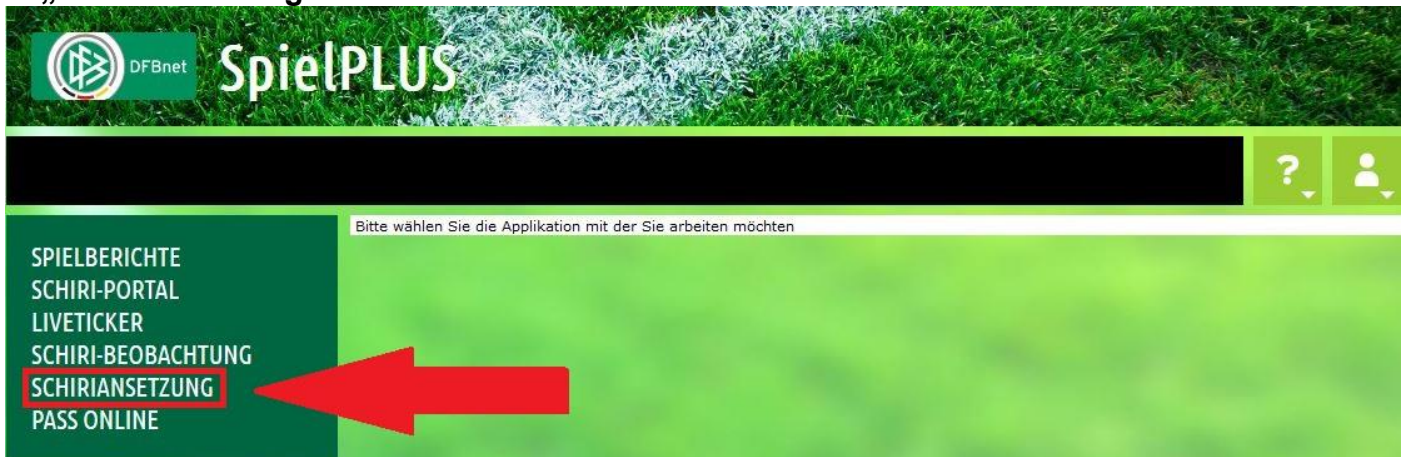 DFBnet
SpielPLUS
?
Bitte wählen Sie die Applikation mit der Sie arbeiten möchten
SPIELBERICHTE
SCHIRI-PORTAL
LIVETICKER
SCHIRI-BEOBACHTUNG
SCHIRIANSETZUNG
PASS ONLINE